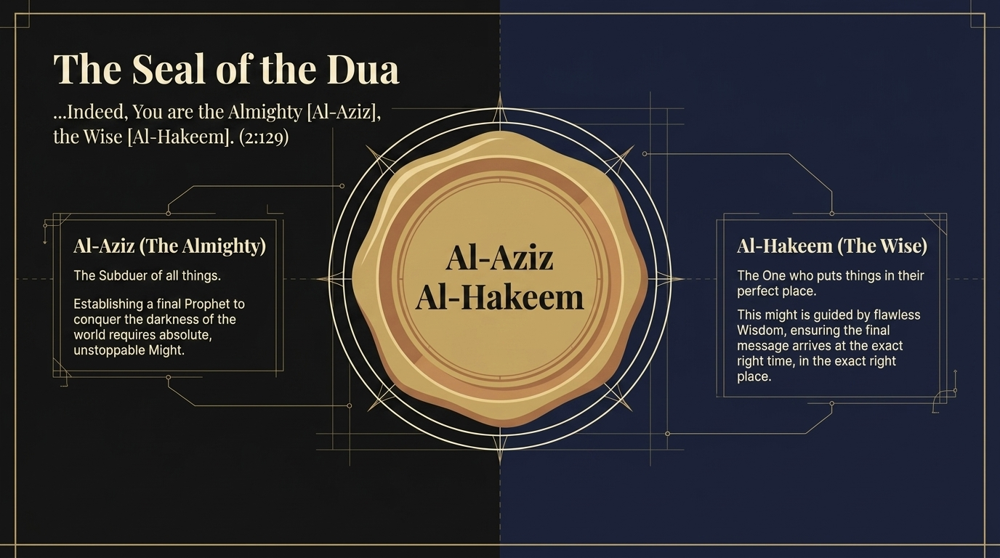 The Seal of the Dua
...Indeed, You are the Almighty [Al-Aziz],
the Wise [Al-Hakeem]. (2:129)
Al-Aziz (The Almighty)
The Subduer of all things.
Establishing a final Prophet to
conquer the darkness of the
world requires absolute,
unstoppable Might.
Al-Aziz
Al-Hakeem
Al-Hakeem (The Wise)
The One who puts things in their
perfect place.
This might is guided by flawless
Wisdom, ensuring the final
message arrives at the exact
right time, in the exact right
place.